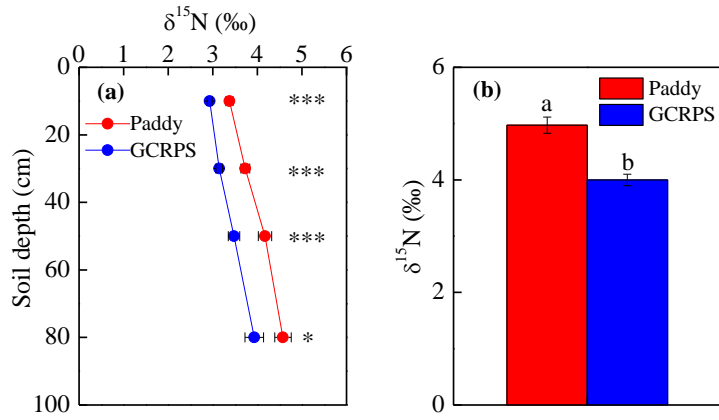 δ¹⁵N (‰)
0 1 2 3 4 5 6
0
20
40
60
80
100
Soil depth (cm)
(a)
Paddy
GCRPS
***
***
***
*
(b)
Paddy
GCRPS
a
b
6
4
2
0
δ¹⁵N (‰)